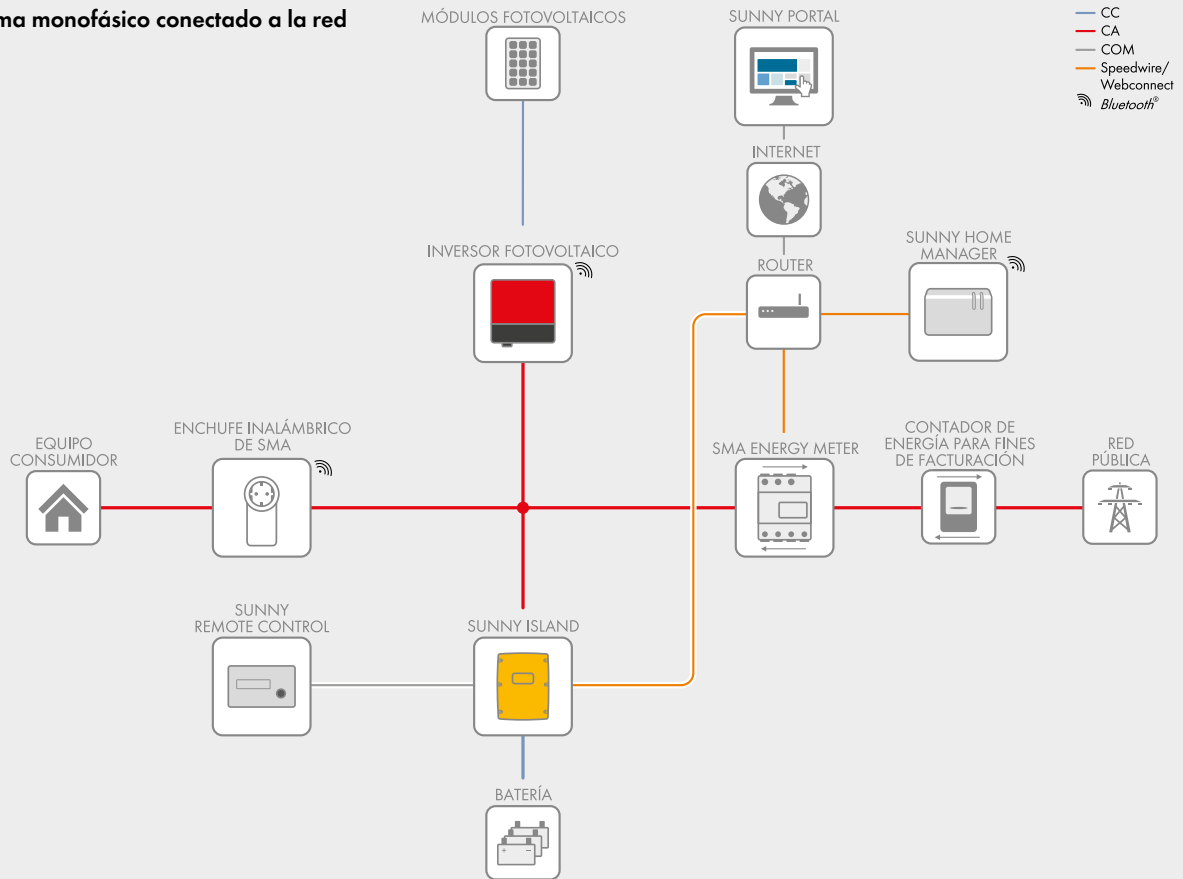 ma monofásico conectado a la red
MÓDULOS FOTOVOLTAICOS
SUNNY PORTAL
CC
CA
COM
Speedwire/
Webconnect
Bluetooth®
INTERNET
INVERSOR FOTOVOLTAICO
ROUTER
SUNNY HOME
MANAGER
EQUIPO
CONSUMIDOR
ENCHUFE INALÁMBRICO
DE SMA
SMA ENERGY METER
CONTADOR DE
ENERGÍA PARA FINES
DE FACTURACIÓN
RED
PÚBLICA
SUNNY
REMOTE CONTROL
SUNNY ISLAND
BATERÍA